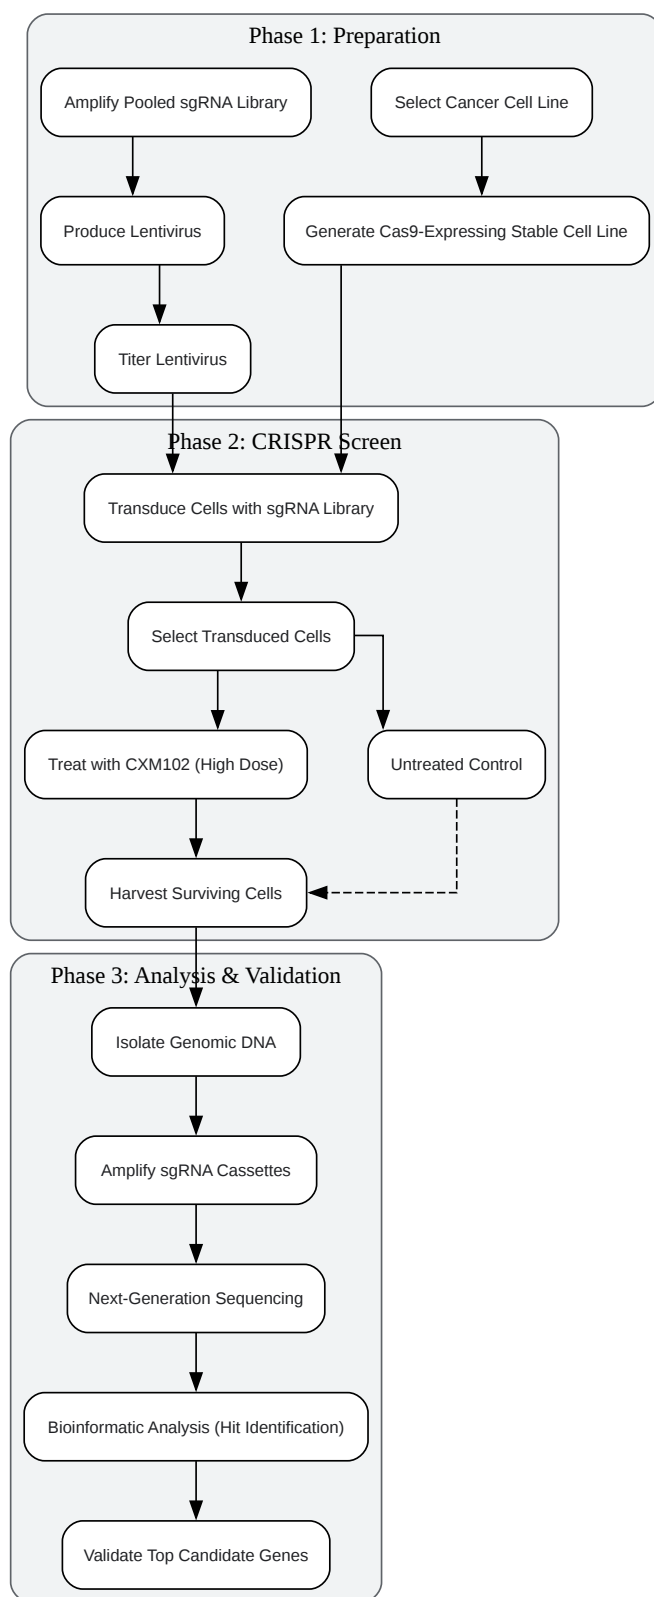 Phase 1: Preparation
Amplify Pooled sgRNA Library
Select Cancer Cell Line
Produce Lentivirus
Generate Cas9-Expressing Stable Cell Line
Titer Lentivirus
Phase 2: CRISPR Screen
Transduce Cells with sgRNA Library
Select Transduced Cells
Treat with CXM102 (High Dose)
Untreated Control
Harvest Surviving Cells
Phase 3: Analysis & Validation
Isolate Genomic DNA
Amplify sgRNA Cassettes
Next-Generation Sequencing
Bioinformatic Analysis (Hit Identification)
Validate Top Candidate Genes